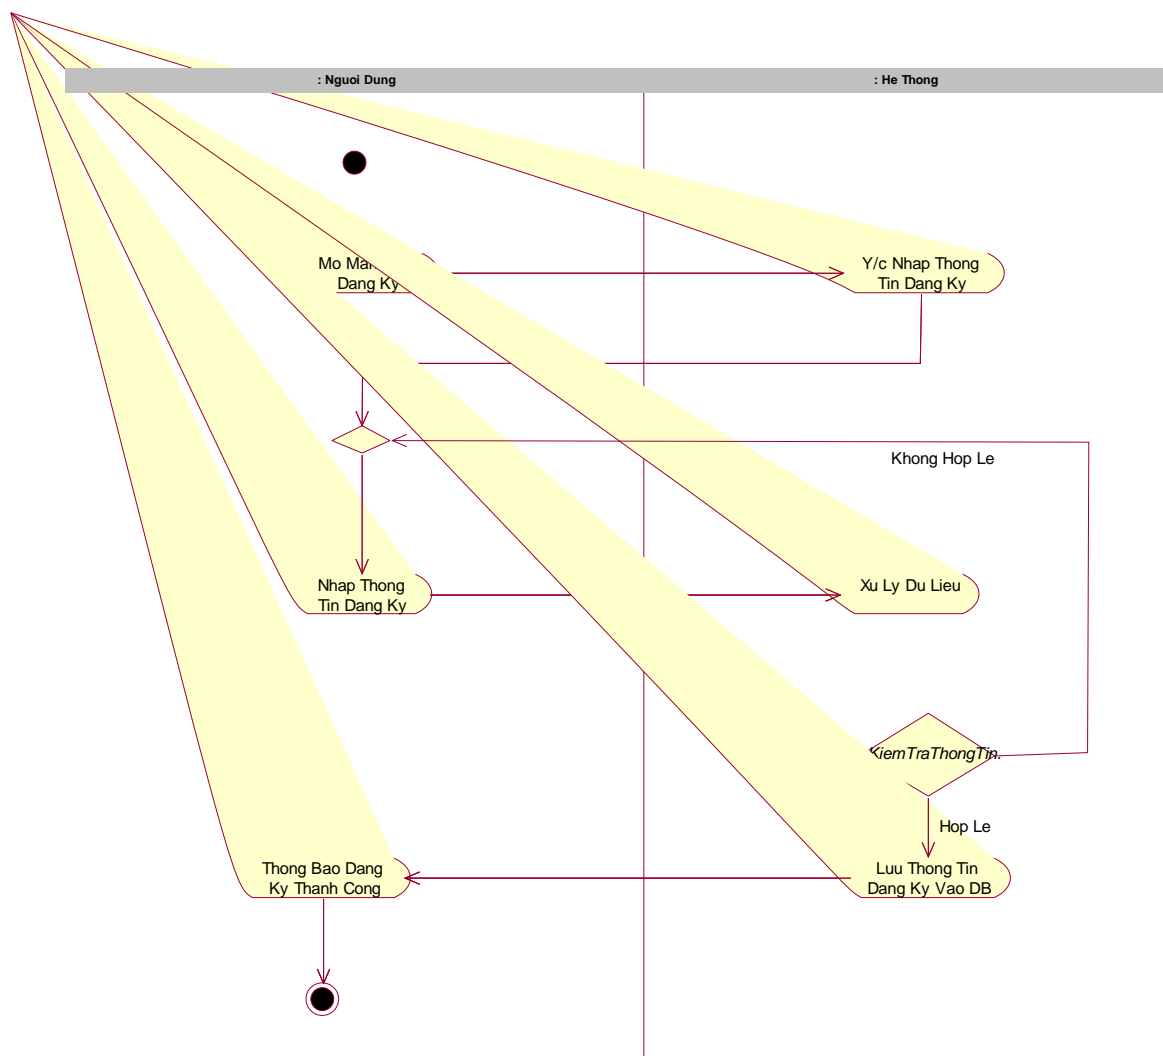 : Nguoi Dung
: He Thong
Mo
Dang Ky
Y/c Nhap Thong
Tin Dang Ky
Khong Hop Le
Nhap Thong
Tin Dang Ky
Xu Ly Du Lieu
KiemTraThongTin.
Hop Le
Thong Bao Dang
Ky Thanh Cong
Luu Thong Tin
Dang Ky Vao DB